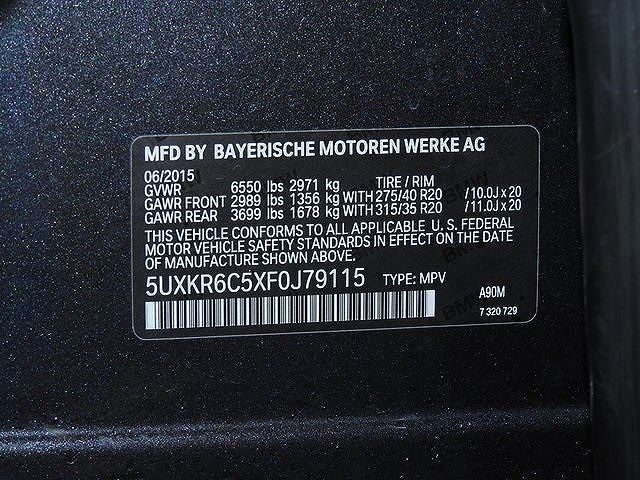 MFD BY BAYERISCHE MOTOREN WERKE AG
06/2015
GVWR 6550 lbs 2971 kg TIRE / RIM
GAWR FRONT 2989 lbs 1356 kg WITH 275/40 R20 /10.0J x 20
GAWR REAR 3699 lbs 1678 kg WITH 315/35 R20 /11.0J x 20
THIS VEHICLE CONFORMS TO ALL APPLICABLE U.S. FEDERAL
MOTOR VEHICLE SAFETY STANDARDS IN EFFECT ON THE DATE
OF MANUFACTURE SHOWN ABOVE.
5UXKR6C5XF0J79115 TYPE: MPV
A90M
7 320 729